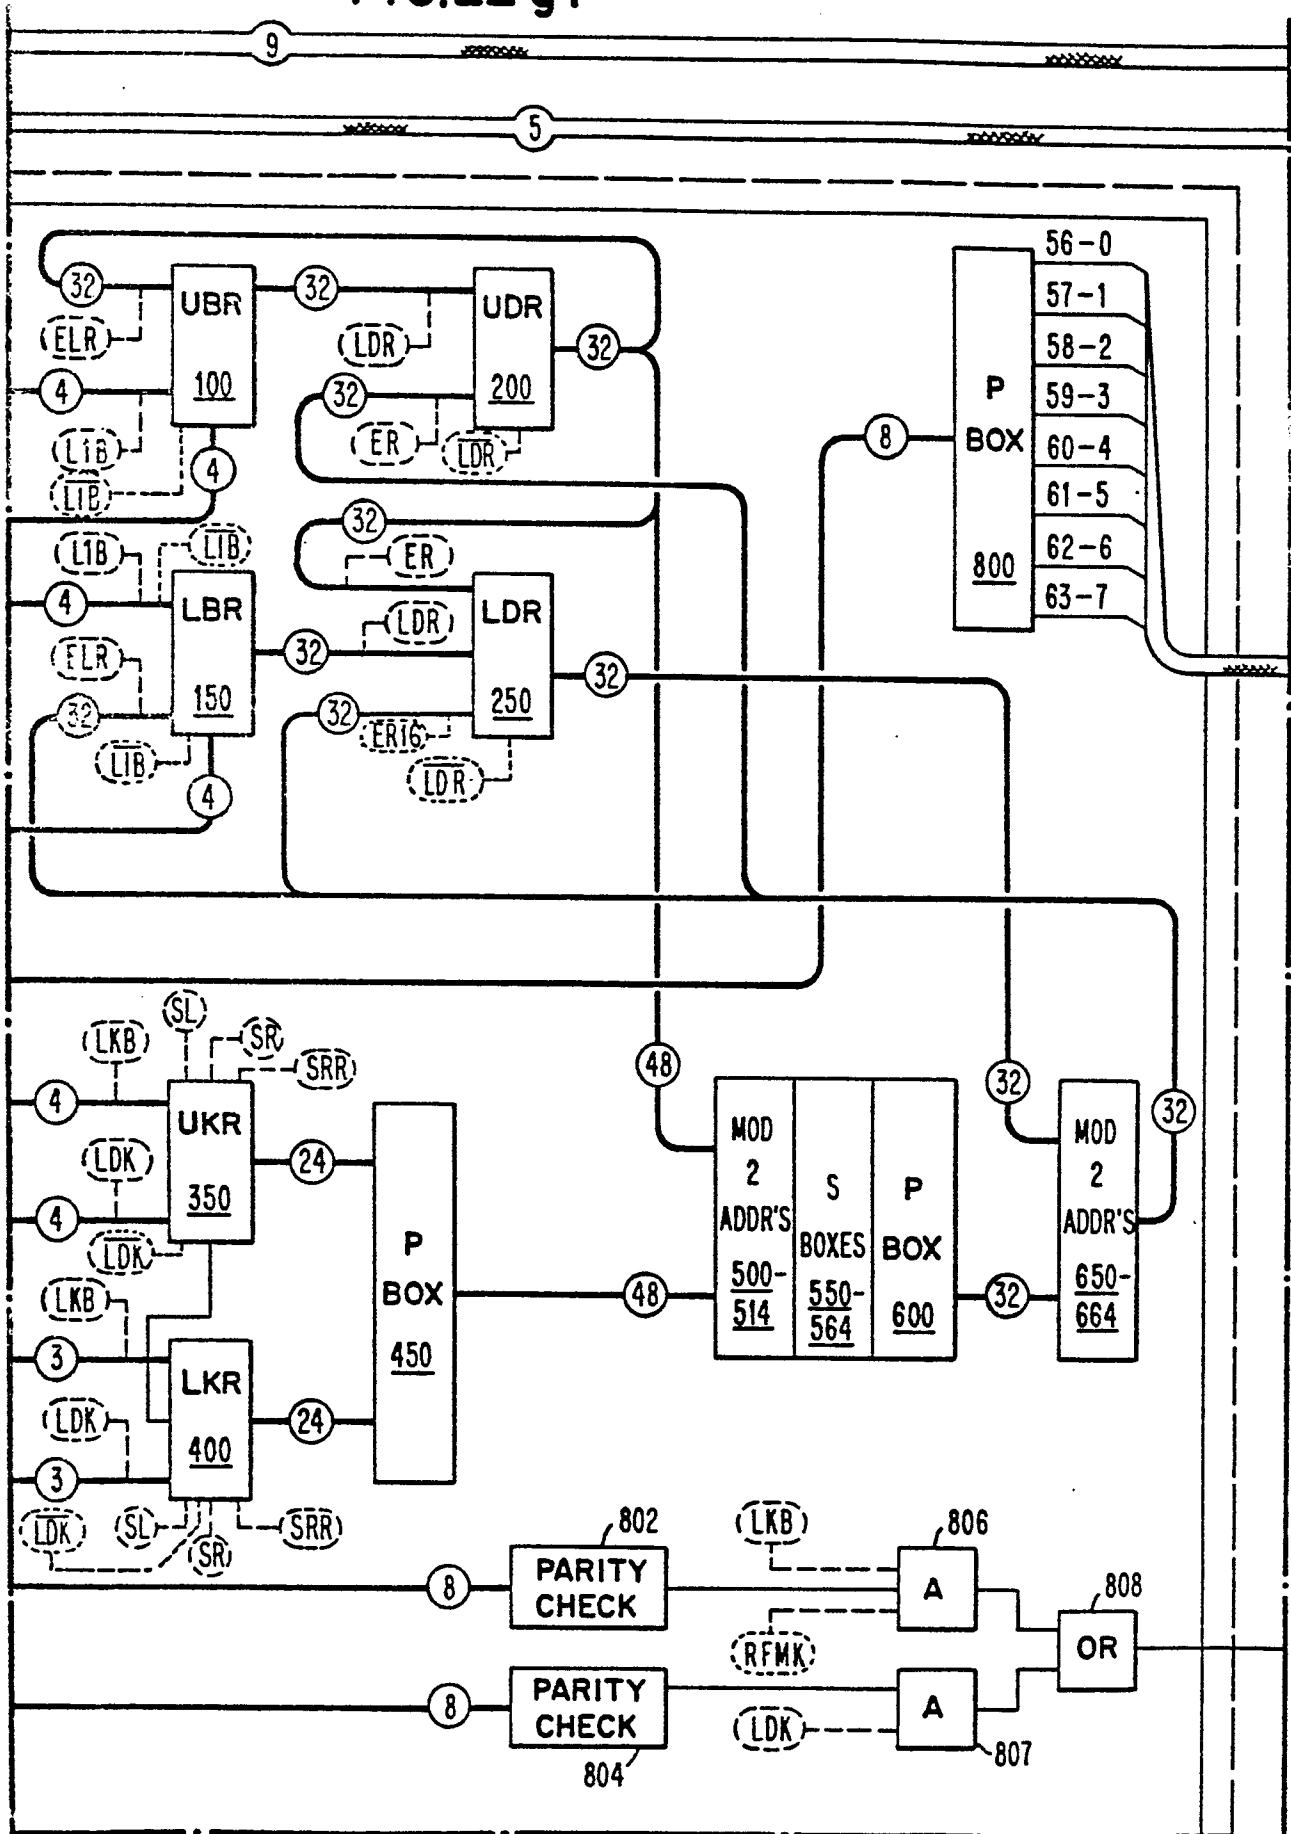 9
5
32
UBR
100
ELR
4
L1B
L1B
4
32
LDR
UDR
200
32
32
ER
LDR
P
BOX
800
8
56-0
57-1
58-2
59-3
60-4
61-5
62-6
63-7
L1B
L1B
4
LBR
150
ELR
32
L1B
4
32
ER
LDR
32
LDR
250
32
32
ER16
LDR
SL
SR
SRR
LKB
4
UKR
350
LDK
4
LDK
24
LKB
3
LKR
400
LDK
3
24
LDK
SL
SR
SRR
P
BOX
450
48
48
MOD
2
ADDR'S
500-
514
S
BOXES
550-
564
P
BOX
600
32
32
MOD
2
ADDR'S
650-
664
32
8
802
PARITY
CHECK
LKB
RFMK
806
A
808
OR
8
PARITY
CHECK
804
LDK
A
807